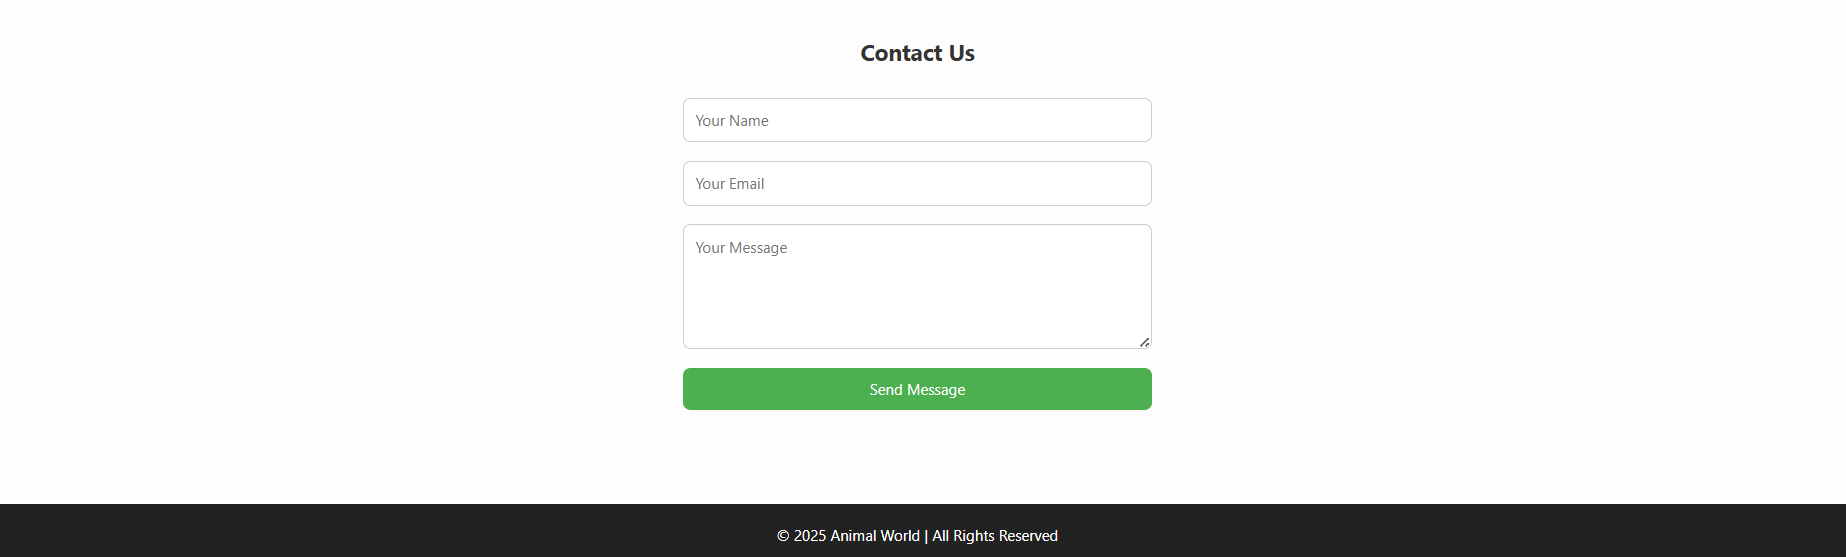 Contact Us
Your Name
Your Email
Your Message
Send Message
© 2025 Animal World | All Rights Reserved